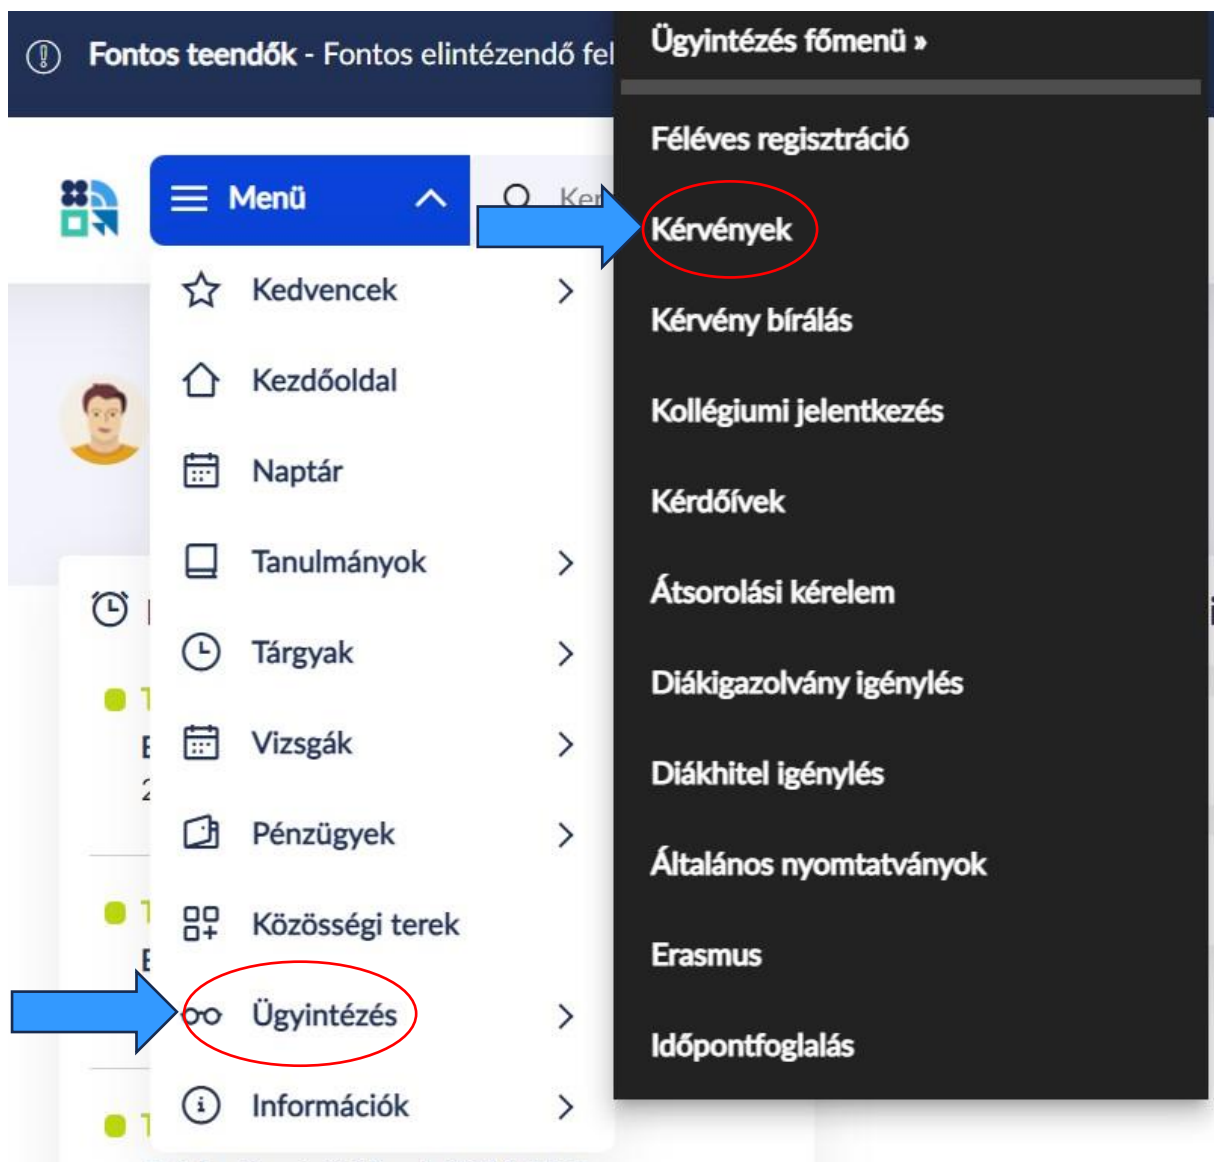 Fontos teendők - Fontos elintézendő fel
Menü
Kedvencek
Kezdőoldal
Naptár
Tanulmányok
Tárgyak
Vizsgák
Pénzügyek
Közösségi terek
Ügyintézés
Információk
Ügyintézés főmenü »
Féléves regisztráció
Kérvények
Kérvény bírálás
Kollégiumi jelentkezés
Kérdőívek
Átsorolási kérelem
Diákigazolvány igénylés
Diákhitel igénylés
Általános nyomtatványok
Erasmus
Időpontfoglalás